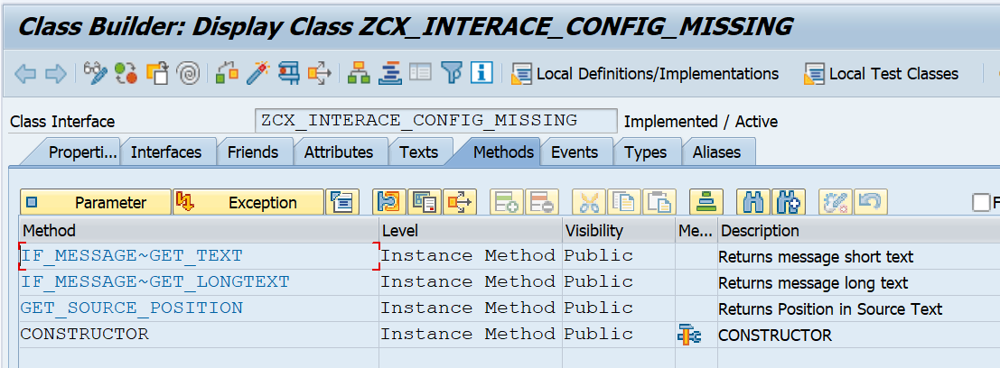 Class Builder: Display Class ZCX_INTERACE_CONFIG_MISSING
Local Definitions/Implementations Local Test Classes
Class Interface ZCX_INTERACE_CONFIG_MISSING Implemented / Active
Properti... Interfaces Friends Attributes Texts Methods Events Types Aliases
Parameter Exception F
Method Level Visibility Me... Description
IF_MESSAGE~GET_TEXT Instance Method Public Returns message short text
IF_MESSAGE~GET_LONGTEXT Instance Method Public Returns message long text
GET_SOURCE_POSITION Instance Method Public Returns Position in Source Text
CONSTRUCTOR Instance Method Public CONSTRUCTOR